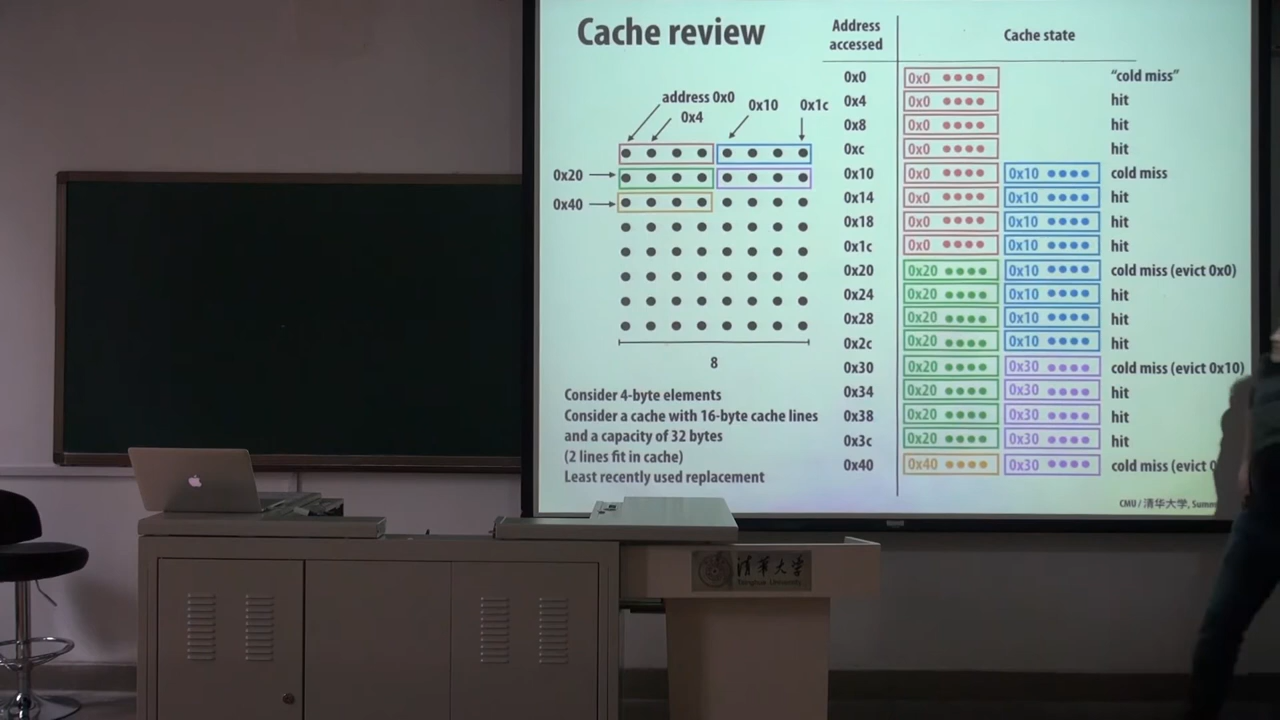 Cache review
address 0x0
0x4
0x10
0x1c
0x20
0x40
8
Consider 4-byte elements
Consider a cache with 16-byte cache lines
and a capacity of 32 bytes
(2 lines fit in cache)
Least recently used replacement
Address accessed Cache state
0x0 0x0 “cold miss”
0x4 0x0 hit
0x8 0x0 hit
0xc 0x0 hit
0x10 0x0 0x10 cold miss
0x14 0x0 0x10 hit
0x18 0x0 0x10 hit
0x1c 0x0 0x10 hit
0x20 0x20 0x10 cold miss (evict 0x0)
0x24 0x20 0x10 hit
0x28 0x20 0x10 hit
0x2c 0x20 0x10 hit
0x30 0x20 0x30 cold miss (evict 0x10)
0x34 0x20 0x30 hit
0x38 0x20 0x30 hit
0x3c 0x20 0x30 hit
0x40 0x40 0x30 cold miss (evict
CMU / 清华大学,
清华大学
Tsinghua University